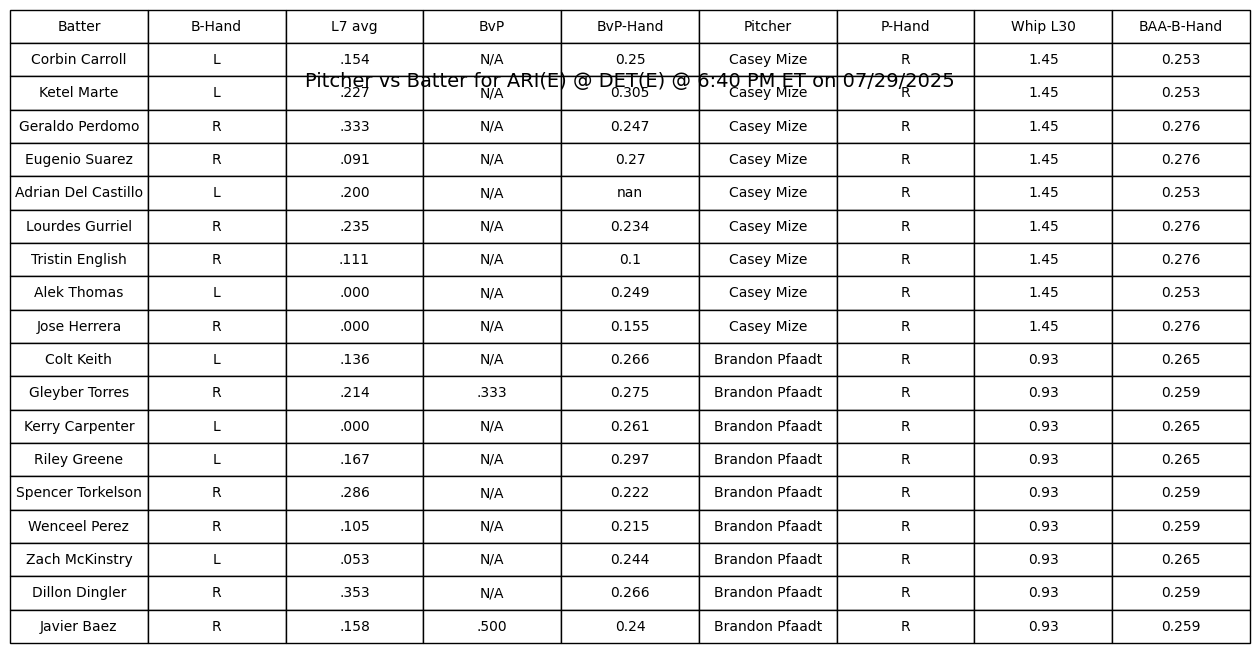 Batter B-Hand L7 avg BvP BvP-Hand Pitcher P-Hand Whip L30 BAA-B-Hand
Corbin Carroll L .154 N/A 0.25 Casey Mize R 1.45 0.253
Pitcher vs Batter for ARI(E) @ DET(E) @ 6:40 PM ET on 07/29/2025
Ketel Marte L .227 N/A 0.305 Casey Mize R 1.45 0.253
Geraldo Perdomo R .333 N/A 0.247 Casey Mize R 1.45 0.276
Eugenio Suarez R .091 N/A 0.27 Casey Mize R 1.45 0.276
Adrian Del Castillo L .200 N/A nan Casey Mize R 1.45 0.253
Lourdes Gurriel R .235 N/A 0.234 Casey Mize R 1.45 0.276
Tristin English R .111 N/A 0.1 Casey Mize R 1.45 0.276
Alek Thomas L .000 N/A 0.249 Casey Mize R 1.45 0.253
Jose Herrera R .000 N/A 0.155 Casey Mize R 1.45 0.276
Colt Keith L .136 N/A 0.266 Brandon Pfaadt R 0.93 0.265
Gleyber Torres R .214 .333 0.275 Brandon Pfaadt R 0.93 0.259
Kerry Carpenter L .000 N/A 0.261 Brandon Pfaadt R 0.93 0.265
Riley Greene L .167 N/A 0.297 Brandon Pfaadt R 0.93 0.265
Spencer Torkelson R .286 N/A 0.222 Brandon Pfaadt R 0.93 0.259
Wenceel Perez R .105 N/A 0.215 Brandon Pfaadt R 0.93 0.259
Zach McKinstry L .053 N/A 0.244 Brandon Pfaadt R 0.93 0.265
Dillon Dingler R .353 N/A 0.266 Brandon Pfaadt R 0.93 0.259
Javier Baez R .158 .500 0.24 Brandon Pfaadt R 0.93 0.259